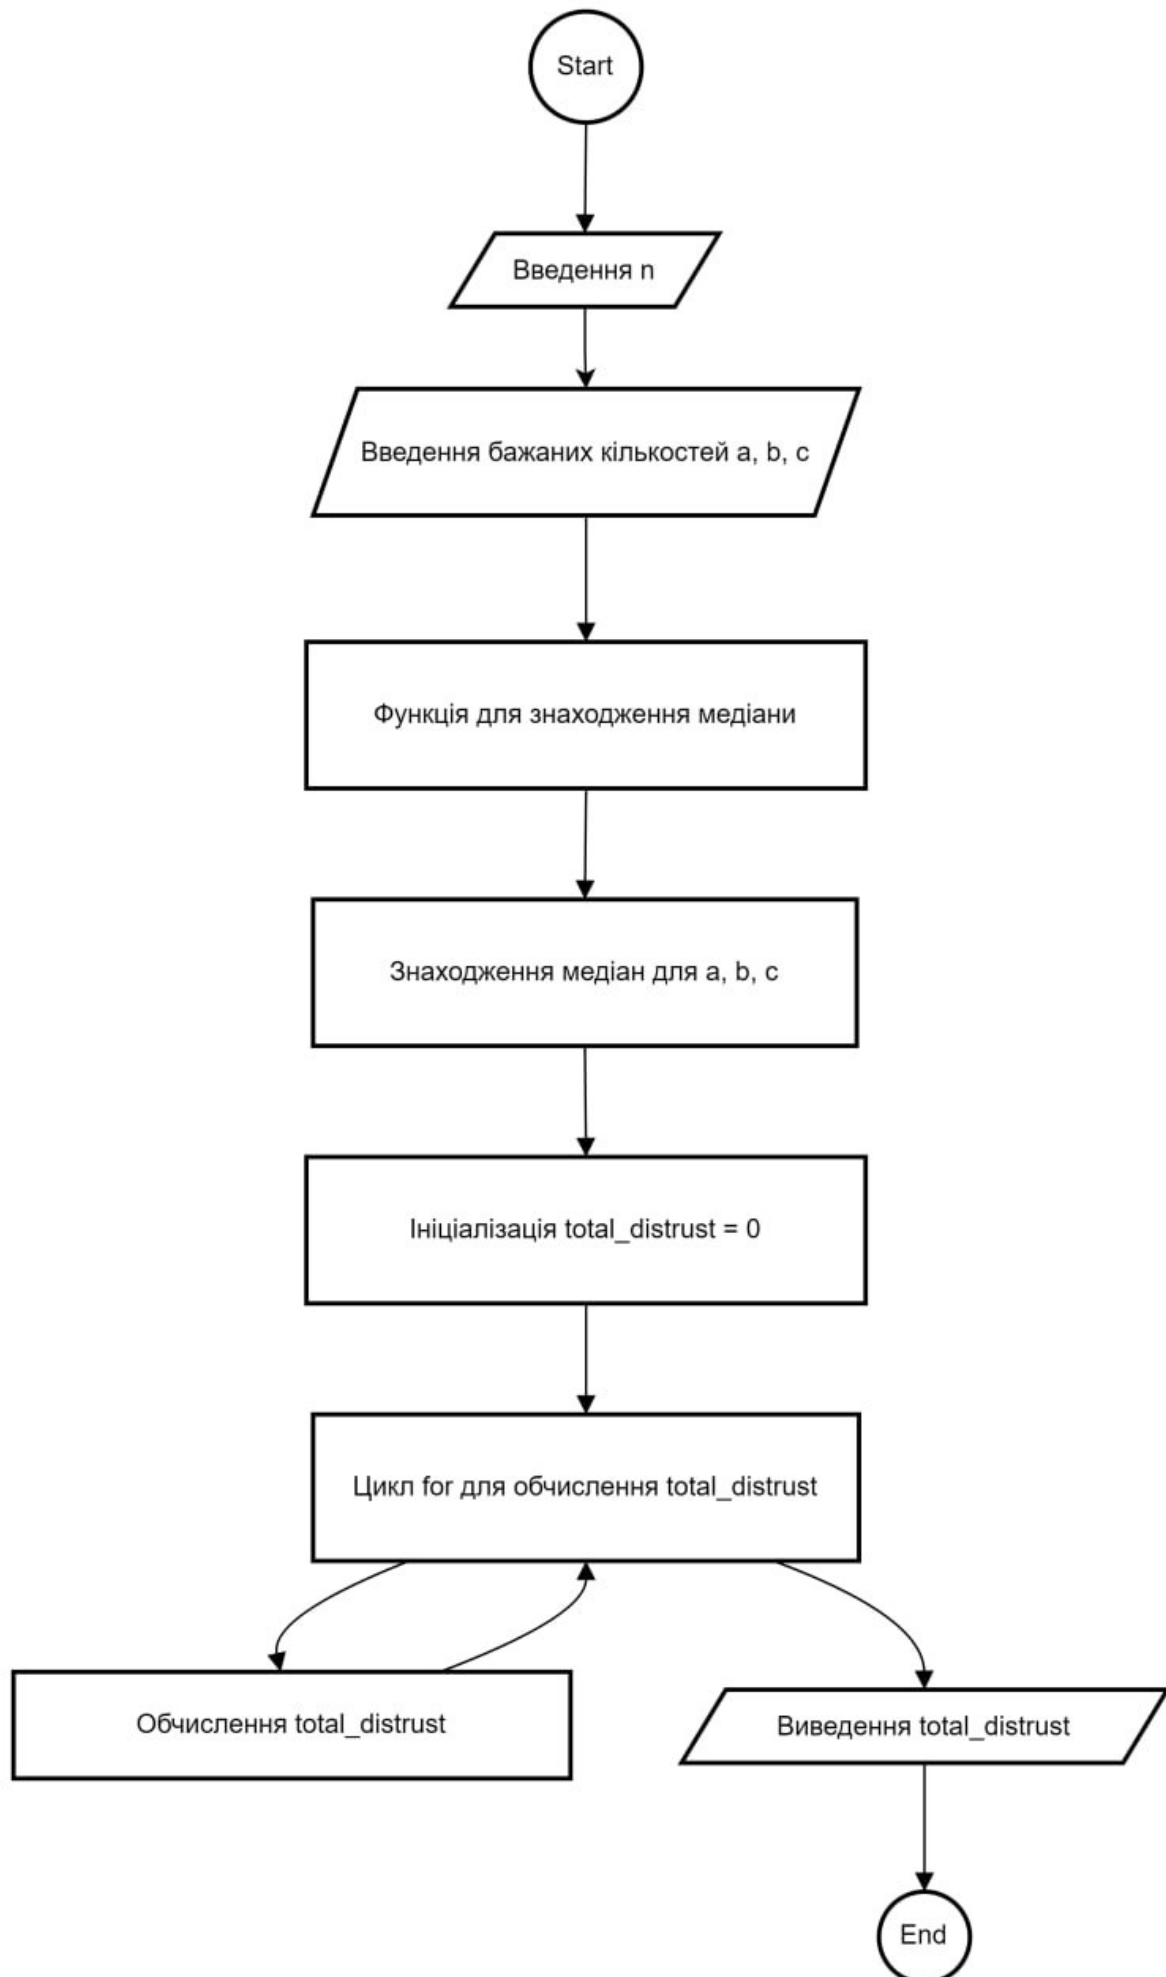 Start
Введення n
Введення бажаних кількостей a, b, c
Функція для знаходження медіани
Знаходження медіан для a, b, c
Ініціалізація total_distrust = 0
Цикл for для обчислення total_distrust
Обчислення total_distrust
Виведення total_distrust
End